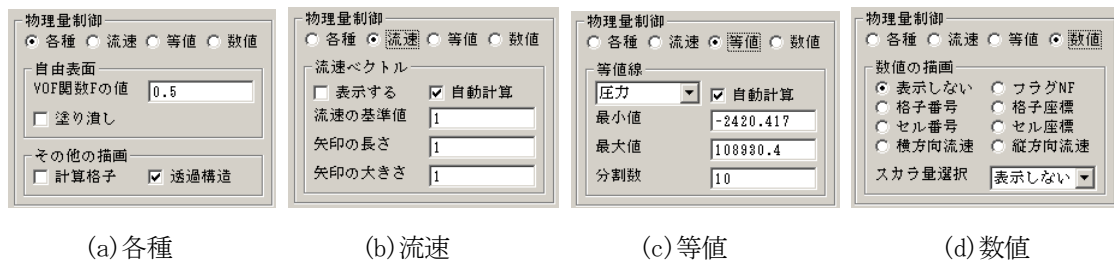 物理量制御
各種 流速 等値 数値
自由表面
VOF関数Fの値 0.5
塗り潰し
その他の描画
計算格子 透過構造
(a)各種
物理量制御
各種 流速 等値 数値
流速ベクトル
表示する 自動計算
流速の基準値 1
矢印の長さ 1
矢印の大きさ 1
(b)流速
物理量制御
各種 流速 等値 数値
等値線
圧力 自動計算
最小値 -2420.417
最大値 108930.4
分割数 10
(c)等値
物理量制御
各種 流速 等値 数値
数値の描画
表示しない フラグNF
格子番号 格子座標
セル番号 セル座標
横方向流速 縦方向流速
スカラ量選択 表示しない
(d)数値